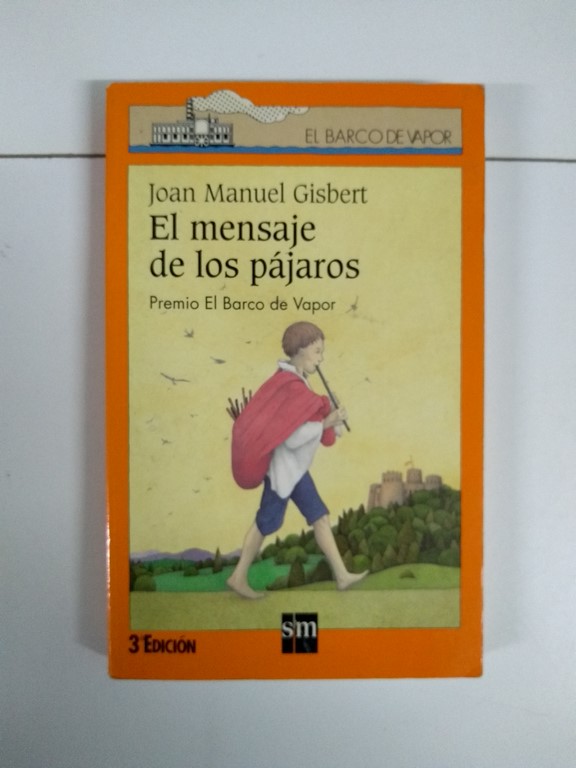 EL BARCO DE VAPOR
Joan Manuel Gisbert
El mensaje
de los pájaros
Premio El Barco de Vapor
3ª EDICIÓN
sm